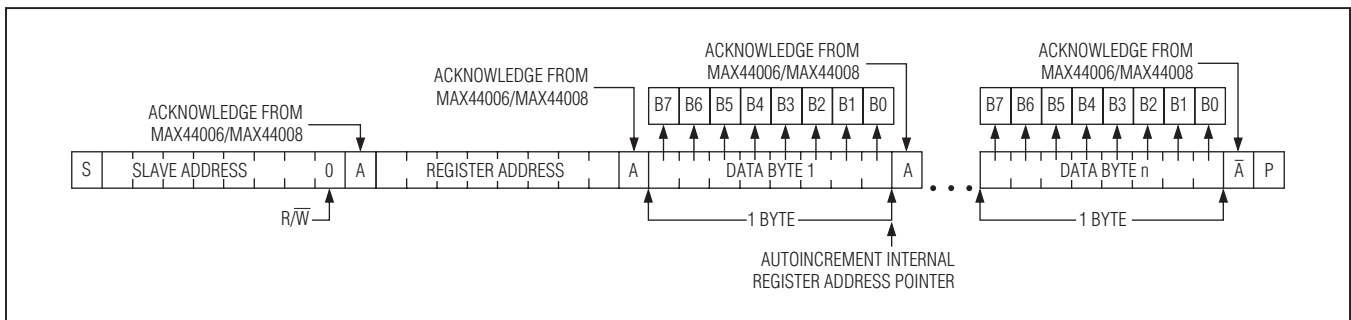 ACKNOWLEDGE FROM
MAX44006/MAX44008
ACKNOWLEDGE FROM
MAX44006/MAX44008
ACKNOWLEDGE FROM
MAX44006/MAX44008
ACKNOWLEDGE FROM
MAX44006/MAX44008
B7 B6 B5 B4 B3 B2 B1 B0
B7 B6 B5 B4 B3 B2 B1 B0
S SLAVE ADDRESS 0 A REGISTER ADDRESS A DATA BYTE 1 A • • • DATA BYTE n A̅ P
R/W̅
1 BYTE
1 BYTE
AUTOINCREMENT INTERNAL
REGISTER ADDRESS POINTER